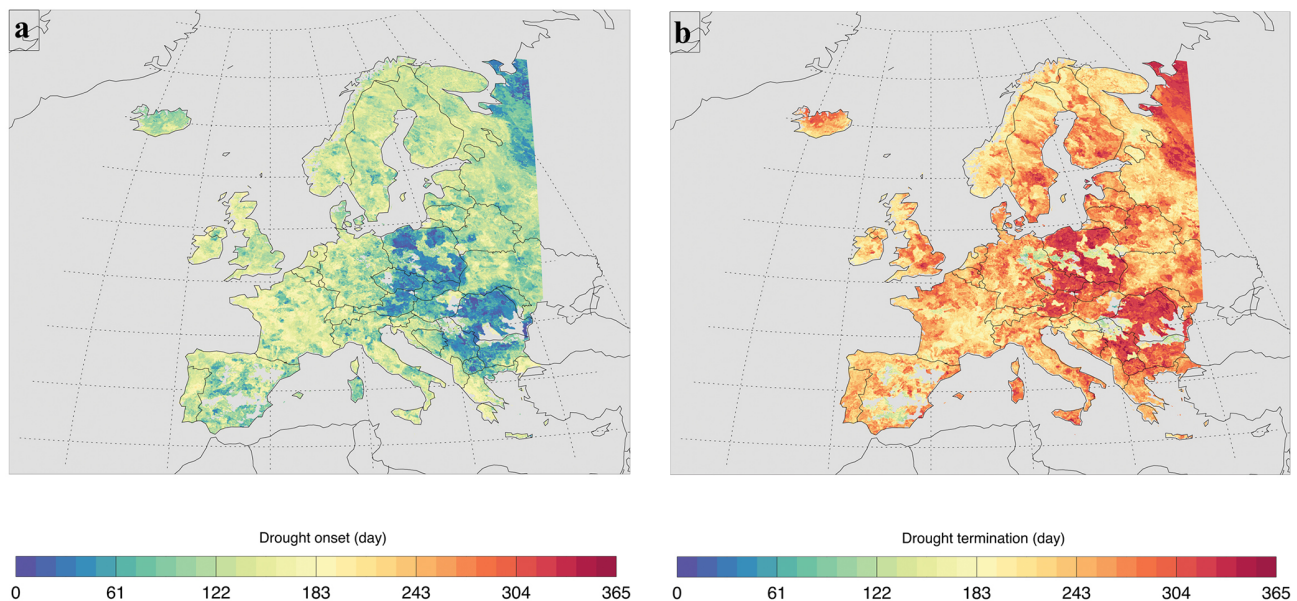 a
b
Drought onset (day)
0 61 122 183 243 304 365
Drought termination (day)
0 61 122 183 243 304 365